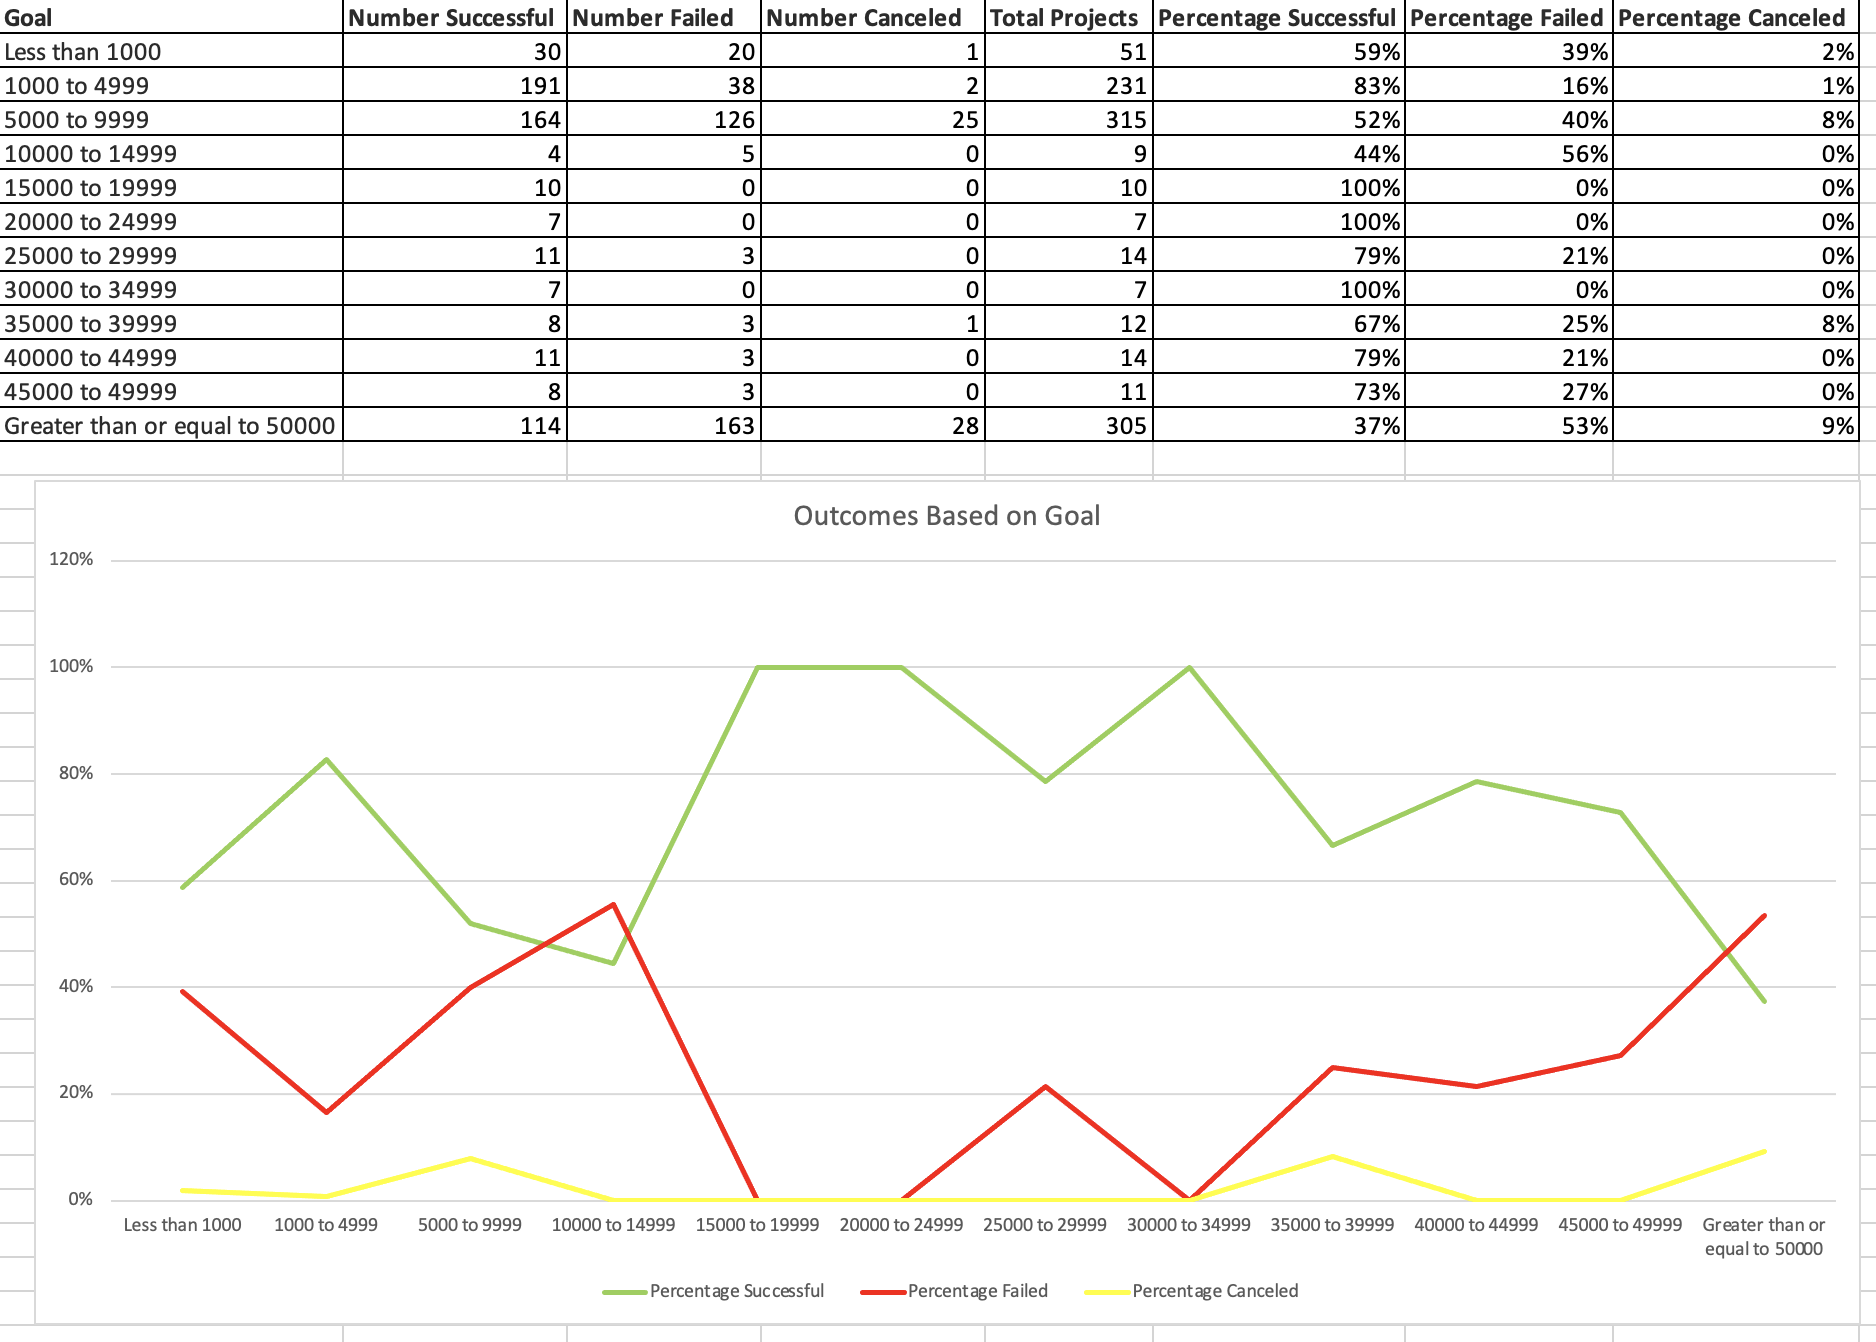 Goal Number Successful Number Failed Number Canceled Total Projects Percentage Successful Percentage Failed Percentage Canceled
Less than 1000 30 20 1 51 59% 39% 2%
1000 to 4999 191 38 2 231 83% 16% 1%
5000 to 9999 164 126 25 315 52% 40% 8%
10000 to 14999 4 5 0 9 44% 56% 0%
15000 to 19999 10 0 0 10 100% 0% 0%
20000 to 24999 7 0 0 7 100% 0% 0%
25000 to 29999 11 3 0 14 79% 21% 0%
30000 to 34999 7 0 0 7 100% 0% 0%
35000 to 39999 8 3 1 12 67% 25% 8%
40000 to 44999 11 3 0 14 79% 21% 0%
45000 to 49999 8 3 0 11 73% 27% 0%
Greater than or equal to 50000 114 163 28 305 37% 53% 9%
Outcomes Based on Goal
120%
100%
80%
60%
40%
20%
0%
Less than 1000 1000 to 4999 5000 to 9999 10000 to 14999 15000 to 19999 20000 to 24999 25000 to 29999 30000 to 34999 35000 to 39999 40000 to 44999 45000 to 49999 Greater than or
equal to 50000
Percentage Successful Percentage Failed Percentage Canceled